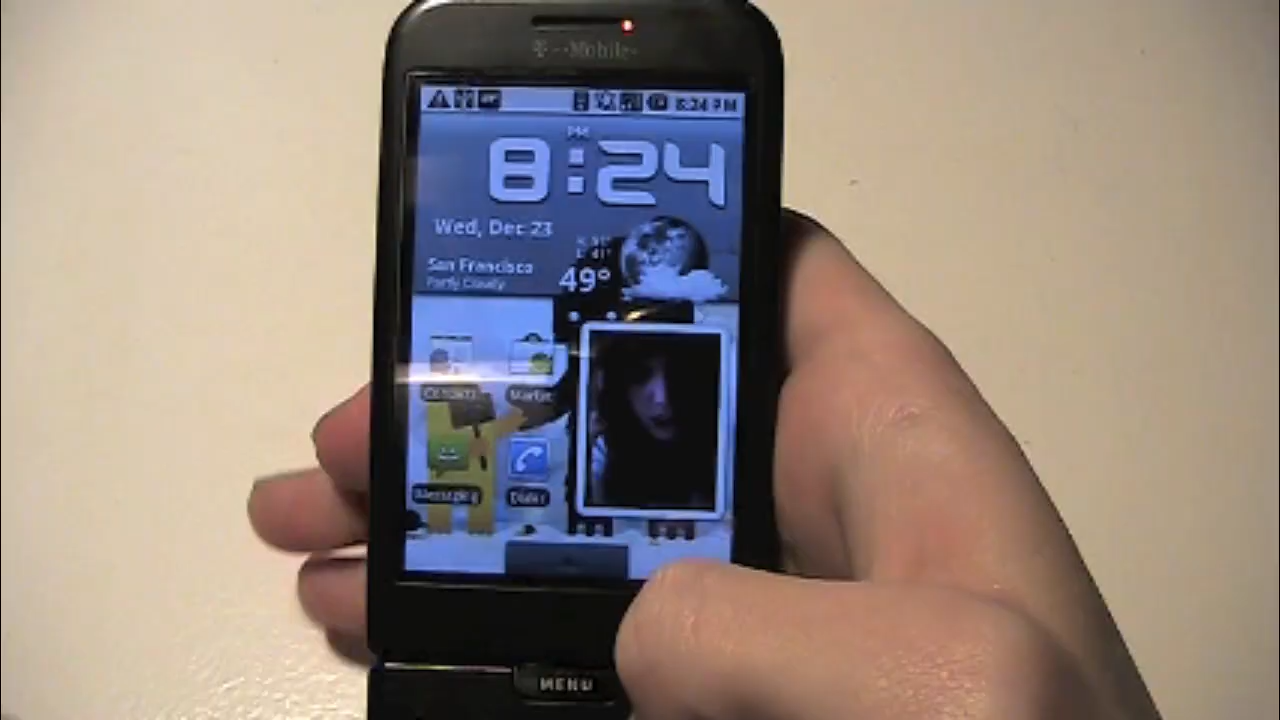 T··Mobile·
8:24 PM
PM
8:24
Wed, Dec 23
San Francisco
Partly Cloudy
49°
Contacts
Market
Messaging
Dialer
MENU